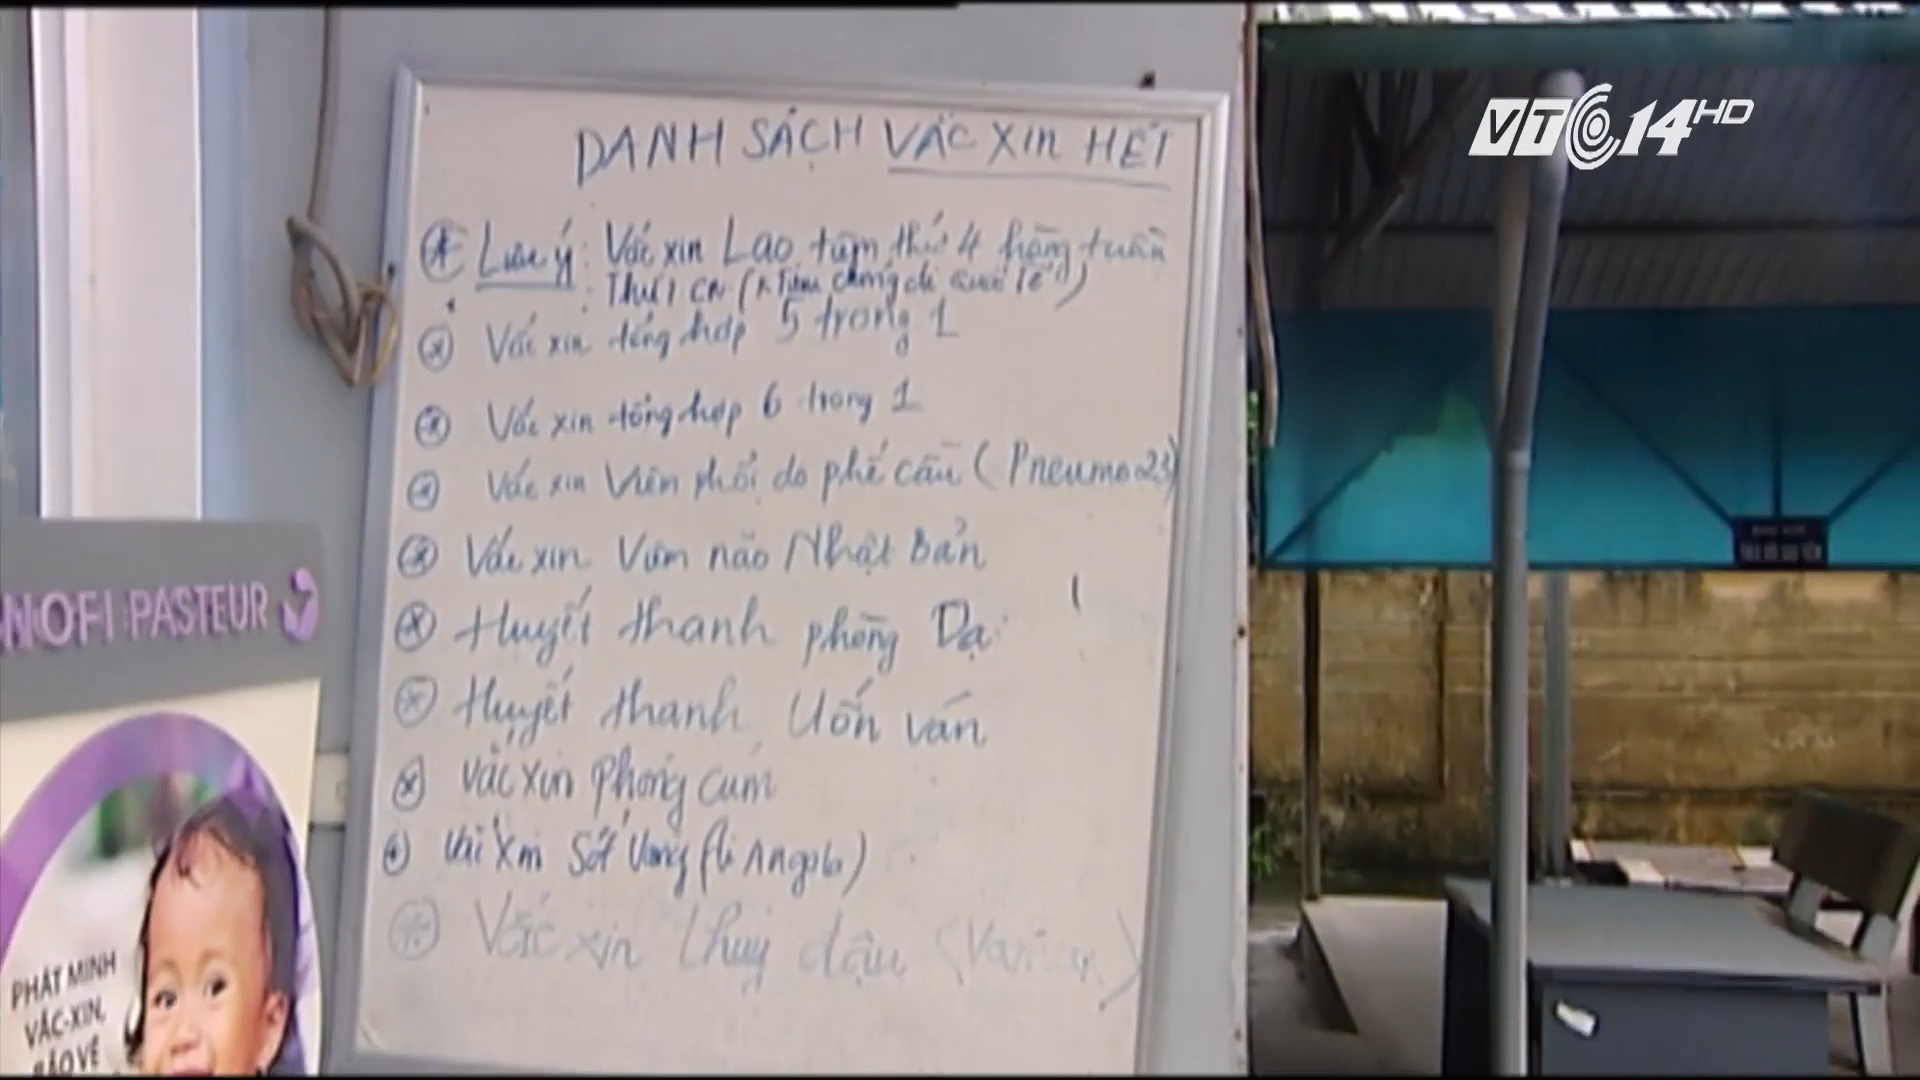 VTC14 HD
DANH SÁCH VẮC XIN HẾT
Lưu ý: Vắc xin Lao tiêm thứ 4 hàng tuần
Vắc xin tổng hợp 5 trong 1
Vắc xin tổng hợp 6 trong 1
Vắc xin Viêm phổi do phế cầu (Pneumo23)
Vắc xin Viêm não Nhật Bản
Huyết thanh phòng Dại
Huyết thanh Uốn ván
Vắc xin Phòng cúm
Vắc xin Sốt Vàng (đi Angola)
Vắc xin thủy đậu
NOFI PASTEUR
PHÁT MINH
VẮC-XIN,
BẢO VỆ